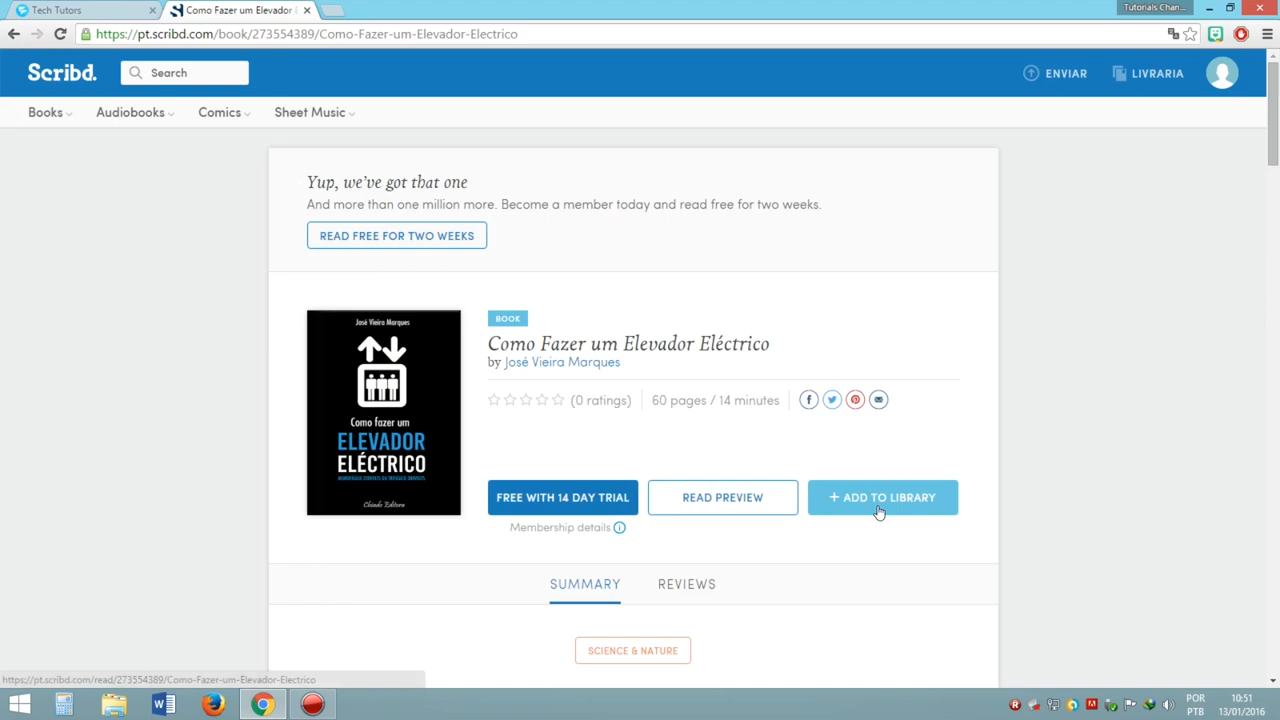 Tech Tutors
Como Fazer um Elevador E
Tutorials Chan...
https://pt.scribd.com/book/273554389/Como-Fazer-um-Elevador-Electrico
Scribd.
Search
ENVIAR
LIVRARIA
Books
Audiobooks
Comics
Sheet Music
Yup, we've got that one
And more than one million more. Become a member today and read free for two weeks.
READ FREE FOR TWO WEEKS
José Vieira Marques
Como fazer um
ELEVADOR
ELÉCTRICO
Chiado Editora
BOOK
Como Fazer um Elevador Eléctrico
by José Vieira Marques
(0 ratings)
60 pages / 14 minutes
FREE WITH 14 DAY TRIAL
READ PREVIEW
+ ADD TO LIBRARY
Membership details
SUMMARY
REVIEWS
SCIENCE & NATURE
https://pt.scribd.com/read/273554389/Como-Fazer-um-Elevador-Electrico
POR
PTB
10:51
13/01/2016